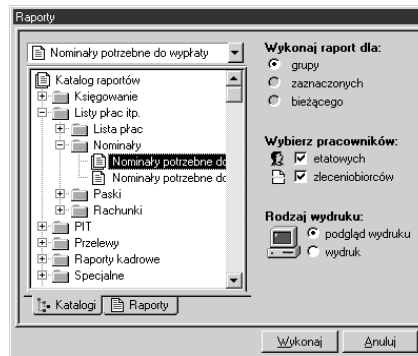 Raporty
Nominały potrzebne do wypłaty
Katalog raportów
Księgowanie
Listy płac itp.
Lista płac
Nominały
Nominały potrzebne do
Nominały potrzebne do
Paski
Rachunki
PIT
Przelewy
Raporty kadrowe
Specjalne
Katalogi
Raporty
Wykonaj raport dla:
grupy
zaznaczonych
bieżącego
Wybierz pracowników:
etatowych
zleceniobiorców
Rodzaj wydruku:
podgląd wydruku
wydruk
Wykonaj
Anuluj